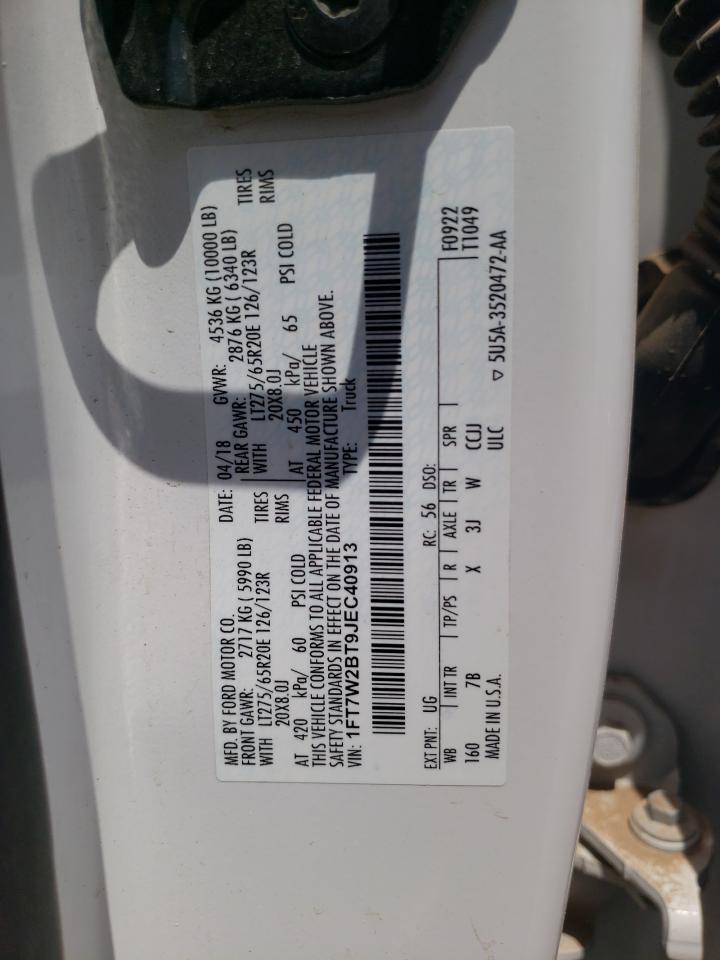 MFD. BY FORD MOTOR CO. DATE: 04/18 GVWR: 4536 KG (10000 LB)
FRONT GAWR: 2717 KG ( 5990 LB) REAR GAWR: 2876 KG ( 6340 LB)
WITH LT275/65R20E 126/123R TIRES WITH LT275/65R20E 126/123R TIRES
20X8.0J RIMS 20X8.0J RIMS
AT 420 kPa/ 60 PSI COLD AT 450 kPa/ 65 PSI COLD
THIS VEHICLE CONFORMS TO ALL APPLICABLE FEDERAL MOTOR VEHICLE
SAFETY STANDARDS IN EFFECT ON THE DATE OF MANUFACTURE SHOWN ABOVE.
VIN: 1FT7W2BT9JEC40913 TYPE: Truck
EXT PNT: UG RC: 56 DSO: F0922
WB INT TR TP/PS R AXLE TR SPR T1049
160 7B X 3J W CCJJ
MADE IN U.S.A. ULC ▽ 5U5A-3520472-AA